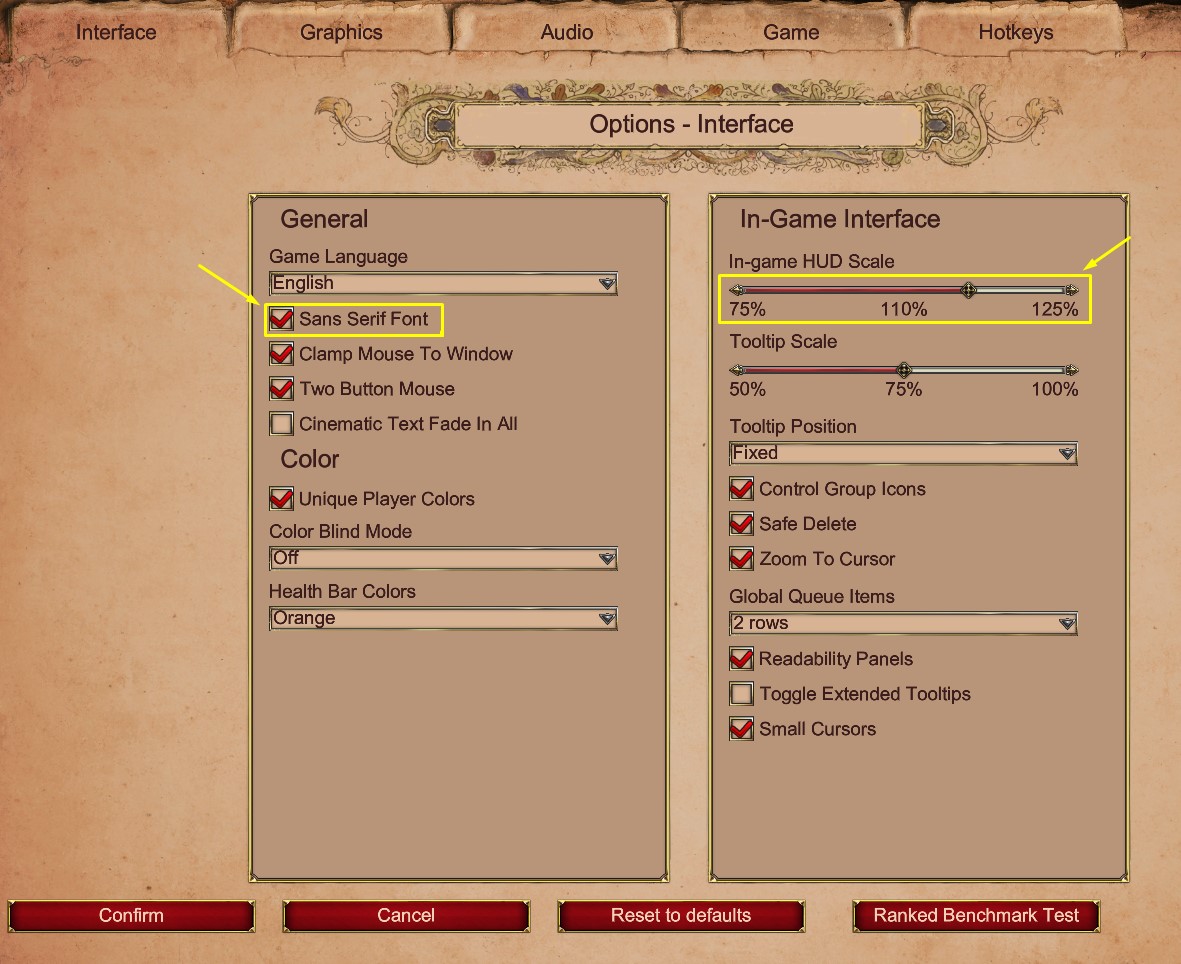 Interface Graphics Audio Game Hotkeys
Options - Interface
General
Game Language
English
Sans Serif Font
Clamp Mouse To Window
Two Button Mouse
Cinematic Text Fade In All
Color
Unique Player Colors
Color Blind Mode
Off
Health Bar Colors
Orange
In-Game Interface
In-game HUD Scale
75% 110% 125%
Tooltip Scale
50% 75% 100%
Tooltip Position
Fixed
Control Group Icons
Safe Delete
Zoom To Cursor
Global Queue Items
2 rows
Readability Panels
Toggle Extended Tooltips
Small Cursors
Confirm Cancel Reset to defaults Ranked Benchmark Test